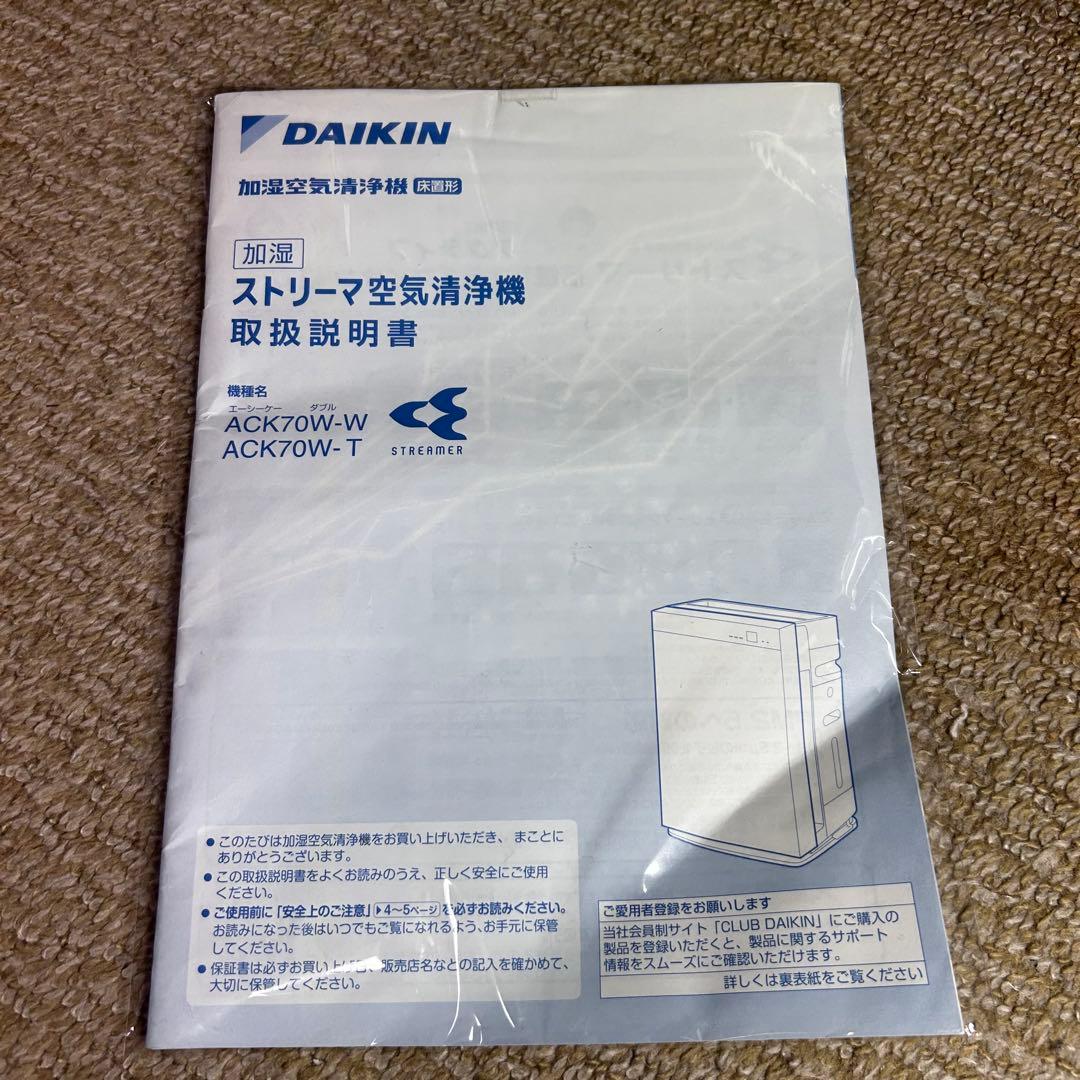 DAIKIN
加湿空気清浄機 床置形
加湿
ストリーマ空気清浄機
取扱説明書
機種名
エーシーケー ダブル
ACK70W-W
ACK70W-T
STREAMER
● このたびは加湿空気清浄機をお買い上げいただき、まことに
ありがとうございます。
● この取扱説明書をよくお読みのうえ、正しく安全にご使用
ください。
● ご使用前に「安全上のご注意」▶4〜5ページを必ずお読みください。
お読みになった後はいつでもご覧になれるよう、お手元に保管
してください。
● 保証書は必ずお買い上げ日、販売店名などの記入を確かめて、
大切に保管してください。
ご愛用者登録をお願いします
当社会員制サイト「CLUB DAIKIN」にご購入の
製品を登録いただくと、製品に関するサポート
情報をスムーズにご確認いただけます。
詳しくは裏表紙をご覧ください